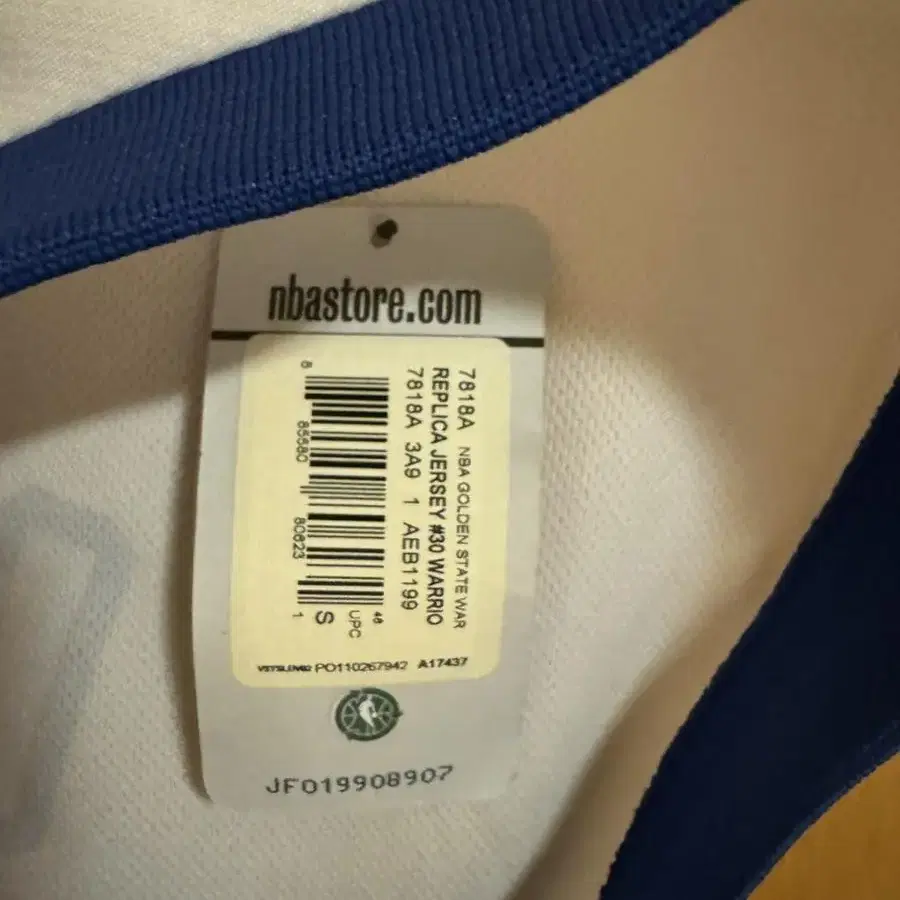 nbastore.com
7818A NBA GOLDEN STATE WAR
REPLICA JERSEY #30 WARRIO
7818A 3A9 1 AEB1199
8 85580 80623 1
46
UPC
S
PO110267942 A17437
JF019908907